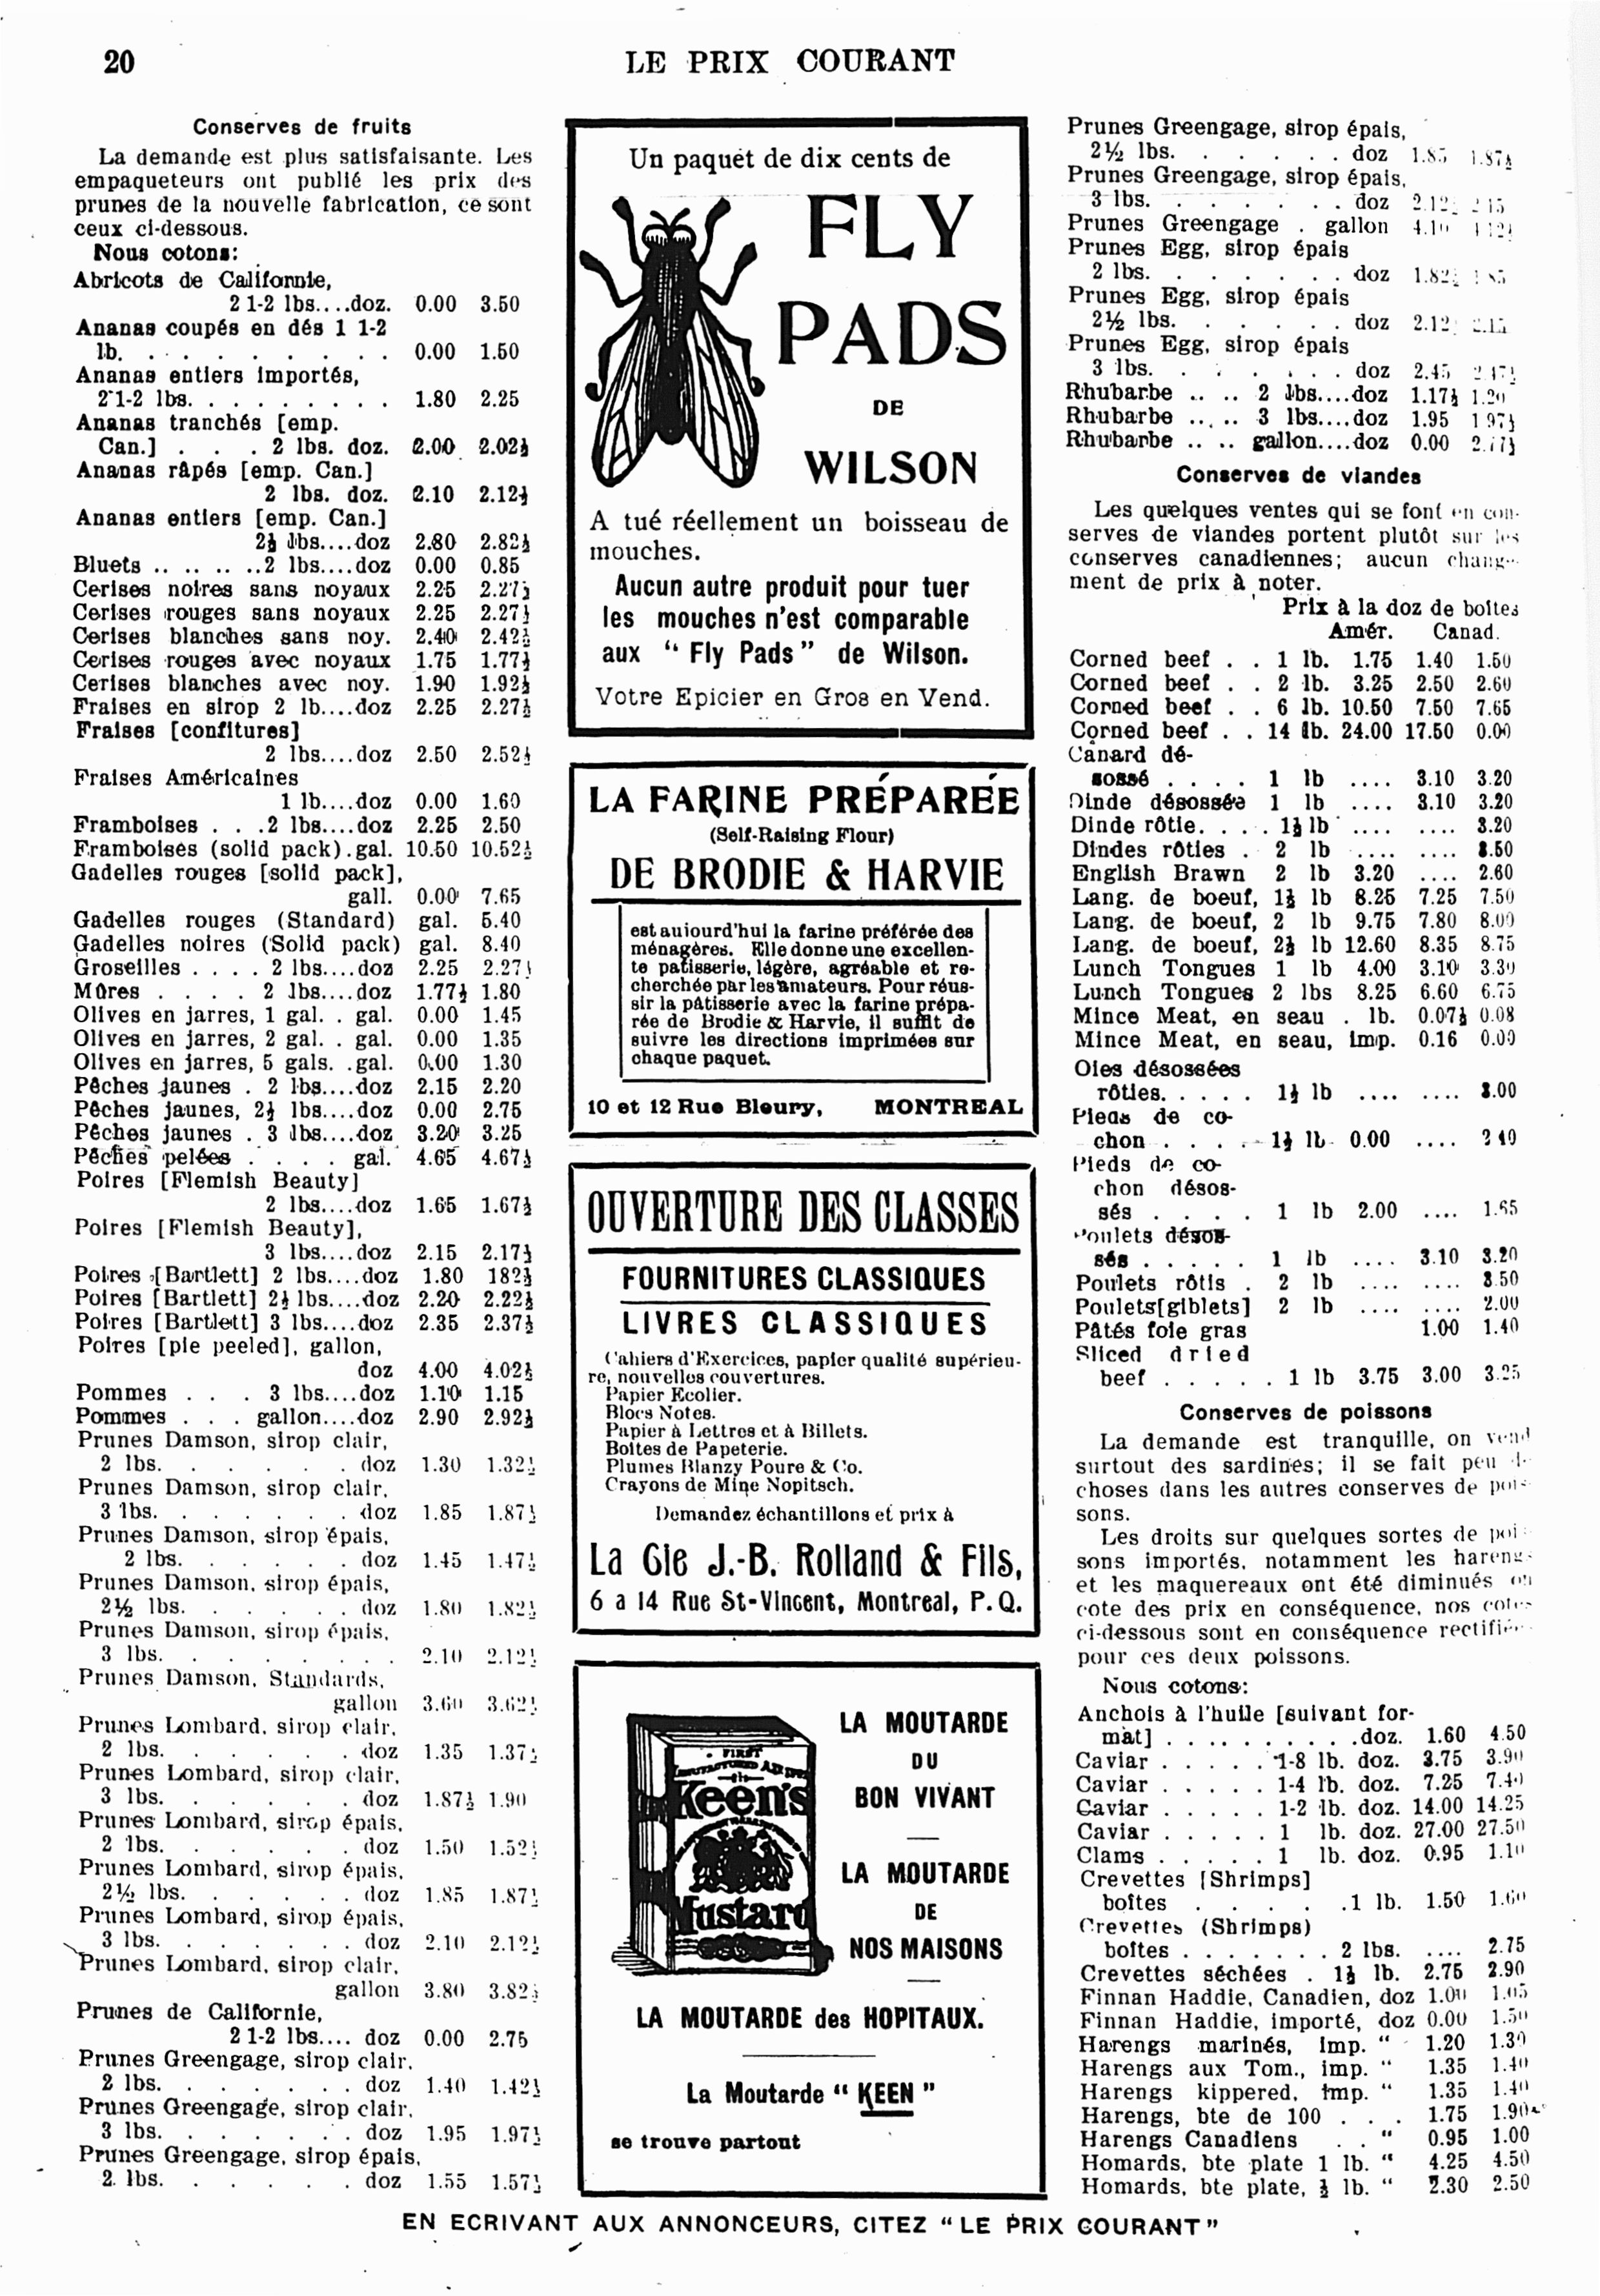 20
LE PRIX COURANT
Conserves de fruits
La demande est plus satisfaisante. Les
empaqueteurs ont publié les prix des
prunes de la nouvelle fabrication, ce sont
ceux ci-dessous.
Nous cotons:
Abricots de Californie,
2 1-2 lbs....doz. 0.00 3.50
Ananas coupés en dés 1 1-2
lb. . . . . . . . . . 0.00 1.50
Ananas entiers importés,
2 1-2 lbs. . . . . . . . . 1.80 2.25
Ananas tranchés [emp.
Can.] . . . 2 lbs. doz. 2.00 2.02½
Ananas râpés [emp. Can.]
2 lbs. doz. 2.10 2.12½
Ananas entiers [emp. Can.]
2½ lbs....doz 2.80 2.82½
Bluets .. .. .. ..2 lbs....doz 0.00 0.85
Cerises noires sans noyaux 2.25 2.27½
Cerises rouges sans noyaux 2.25 2.27½
Cerises blanches sans noy. 2.40 2.42½
Cerises rouges avec noyaux 1.75 1.77½
Cerises blanches avec noy. 1.90 1.92½
Fraises en sirop 2 lb....doz 2.25 2.27½
Fraises [confitures]
2 lbs....doz 2.50 2.52½
Fraises Américaines
1 lb....doz 0.00 1.60
Framboises . . .2 lbs....doz 2.25 2.50
Framboises (solid pack).gal. 10.50 10.52½
Gadelles rouges [solid pack],
gall. 0.00 7.65
Gadelles rouges (Standard) gal. 5.40
Gadelles noires (Solid pack) gal. 8.40
Groseilles . . . . 2 lbs....doz 2.25 2.27½
Mûres . . . . 2 lbs....doz 1.77½ 1.80
Olives en jarres, 1 gal. . gal. 0.00 1.45
Olives en jarres, 2 gal. . gal. 0.00 1.35
Olives en jarres, 5 gals. .gal. 0.00 1.30
Pêches jaunes . 2 lbs....doz 2.15 2.20
Pêches jaunes, 2½ lbs....doz 0.00 2.75
Pêches jaunes . 3 lbs....doz 3.20 3.25
Pêches pelées . . . . gal. 4.65 4.67½
Poires [Flemish Beauty]
2 lbs....doz 1.65 1.67½
Poires [Flemish Beauty],
3 lbs....doz 2.15 2.17½
Poires [Bartlett] 2 lbs....doz 1.80 182½
Poires [Bartlett] 2½ lbs....doz 2.20 2.22½
Poires [Bartlett] 3 lbs....doz 2.35 2.37½
Poires [pie peeled], gallon,
doz 4.00 4.02½
Pommes . . . 3 lbs....doz 1.10 1.15
Pommes . . . gallon....doz 2.90 2.92½
Prunes Damson, sirop clair,
2 lbs. . . . . . . doz 1.30 1.32½
Prunes Damson, sirop clair,
3 lbs. . . . . . . doz 1.85 1.87½
Prunes Damson, sirop épais,
2 lbs. . . . . . doz 1.45 1.47½
Prunes Damson, sirop épais,
2½ lbs. . . . . . doz 1.80 1.82½
Prunes Damson, sirop épais,
3 lbs. . . . . . . . 2.10 2.12½
Prunes Damson, Standards,
gallon 3.60 3.62½
Prunes Lombard, sirop clair,
2 lbs. . . . . . . doz 1.35 1.37½
Prunes Lombard, sirop clair,
3 lbs. . . . . . . doz 1.87½ 1.90
Prunes Lombard, sirop épais,
2 lbs. . . . . . . doz 1.50 1.52½
Prunes Lombard, sirop épais,
2½ lbs. . . . . . doz 1.85 1.87½
Prunes Lombard, sirop épais,
3 lbs. . . . . . . doz 2.10 2.12½
Prunes Lombard, sirop clair,
gallon 3.80 3.82½
Prunes de Californie,
2 1-2 lbs.... doz 0.00 2.75
Prunes Greengage, sirop clair,
2 lbs. . . . . . . doz 1.40 1.42½
Prunes Greengage, sirop clair,
3 lbs. . . . . . . doz 1.95 1.97½
Prunes Greengage, sirop épais,
2 lbs. . . . . . . doz 1.55 1.57½
Un paquet de dix cents de
FLY
PADS
DE
WILSON
A tué réellement un boisseau de
mouches.
Aucun autre produit pour tuer
les mouches n'est comparable
aux "Fly Pads" de Wilson.
Votre Epicier en Gros en Vend.
LA FARINE PRÉPARÉE
(Self-Raising Flour)
DE BRODIE & HARVIE
est aujourd'hui la farine préférée des
ménagères. Elle donne une excellen-
te patisserie, légère, agréable et re-
cherchée par les amateurs. Pour réus-
sir la pâtisserie avec la farine prépa-
rée de Brodie & Harvie, il suffit de
suivre les directions imprimées sur
chaque paquet.
10 et 12 Rue Bleury, MONTREAL
OUVERTURE DES CLASSES
FOURNITURES CLASSIQUES
LIVRES CLASSIQUES
Cahiers d'Exercices, papier qualité supérieu-
re, nouvelles couvertures.
Papier Ecolier.
Blocs Notes.
Papier à Lettres et à Billets.
Boites de Papeterie.
Plumes Blanzy Poure & Co.
Crayons de Mine Nopitsch.
Demandez échantillons et prix à
La Cie J.-B. Rolland & Fils,
6 a 14 Rue St-Vincent, Montreal, P.Q.
FIRST
Keen's
Mustard
LA MOUTARDE
DU
BON VIVANT
LA MOUTARDE
DE
NOS MAISONS
LA MOUTARDE des HOPITAUX.
La Moutarde "KEEN"
se trouve partout
Prunes Greengage, sirop épais,
2½ lbs. . . . . . doz 1.85 1.87½
Prunes Greengage, sirop épais,
3 lbs. . . . . . . doz 2.12½ 2.15
Prunes Greengage . gallon 4.10 4.12½
Prunes Egg, sirop épais
2 lbs. . . . . . . doz 1.82½ 1.85
Prunes Egg, sirop épais
2½ lbs. . . . . . doz 2.12½ 2.15
Prunes Egg, sirop épais
3 lbs. . . . . . doz 2.45 2.47½
Rhubarbe .. .. 2 lbs....doz 1.17½ 1.20
Rhubarbe .. .. 3 lbs....doz 1.95 1 97½
Rhubarbe .. .. gallon....doz 0.00 2.77½
Conserves de viandes
Les quelques ventes qui se font en con-
serves de viandes portent plutôt sur les
conserves canadiennes; aucun change-
ment de prix à noter.
Prix à la doz de boîtes
Amér. Canad.
Corned beef . . 1 lb. 1.75 1.40 1.50
Corned beef . . 2 lb. 3.25 2.50 2.60
Corned beef . . 6 lb. 10.50 7.50 7.65
Corned beef . . 14 lb. 24.00 17.50 0.00
Canard dé-
sossé . . . . 1 lb .... 3.10 3.20
Dinde désossée 1 lb .... 3.10 3.20
Dinde rôtie. . . . 1½ lb .... .... 3.20
Dindes rôties . 2 lb .... .... 3.50
English Brawn 2 lb 3.20 .... 2.60
Lang. de boeuf, 1½ lb 8.25 7.25 7.50
Lang. de boeuf, 2 lb 9.75 7.80 8.00
Lang. de boeuf, 2½ lb 12.60 8.35 8.75
Lunch Tongues 1 lb 4.00 3.10 3.30
Lunch Tongues 2 lbs 8.25 6.60 6.75
Mince Meat, en seau . lb. 0.07½ 0.08
Mince Meat, en seau, imp. 0.16 0.00
Oies désossées
rôties. . . . . 1½ lb .... .... 3.00
Pieds de co-
chon . . . . 1½ lb 0.00 .... 2 40
Pieds de co-
chon désos-
sés . . . . 1 lb 2.00 .... 1.65
Poulets désos-
sés . . . . . 1 lb .... 3.10 3.20
Poulets rôtis . 2 lb .... .... 3.50
Poulets[giblets] 2 lb .... .... 2.00
Pâtés foie gras 1.00 1.40
Sliced dried
beef . . . . . 1 lb 3.75 3.00 3.25
Conserves de poissons
La demande est tranquille, on vend
surtout des sardines; il se fait peu de
choses dans les autres conserves de pois-
sons.
Les droits sur quelques sortes de pois-
sons importés, notamment les harengs
et les maquereaux ont été diminués on
cote des prix en conséquence, nos cotes
ci-dessous sont en conséquence rectifiées
pour ces deux poissons.
Nous cotons:
Anchois à l'huile [suivant for-
mat] . . . . . . . . . .doz. 1.60 4.50
Caviar . . . . . 1-8 lb. doz. 3.75 3.90
Caviar . . . . . 1-4 lb. doz. 7.25 7.40
Caviar . . . . . 1-2 lb. doz. 14.00 14.25
Caviar . . . . . 1 lb. doz. 27.00 27.50
Clams . . . . . 1 lb. doz. 0.95 1.10
Crevettes [Shrimps]
boîtes . . . . .1 lb. 1.50 1.60
Crevettes (Shrimps)
boîtes . . . . . . . 2 lbs. .... 2.75
Crevettes séchées . 1½ lb. 2.75 2.90
Finnan Haddie, Canadien, doz 1.00 1.05
Finnan Haddie, importé, doz 0.00 1.50
Harengs marinés, imp. " 1.20 1.30
Harengs aux Tom., imp. " 1.35 1.40
Harengs kippered, imp. " 1.35 1.40
Harengs, bte de 100 . . . 1.75 1.90
Harengs Canadiens . . " 0.95 1.00
Homards, bte plate 1 lb. " 4.25 4.50
Homards, bte plate, ½ lb. " 2.30 2.50
EN ECRIVANT AUX ANNONCEURS, CITEZ "LE PRIX COURANT"